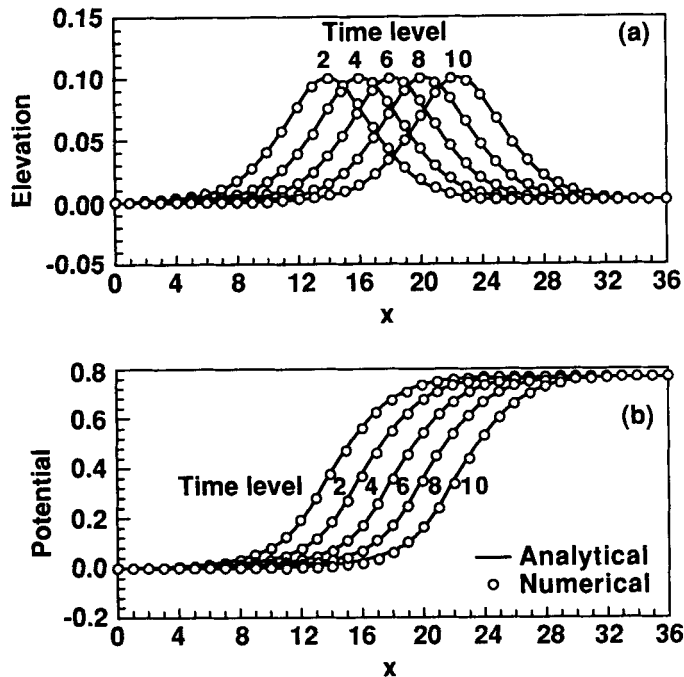 0.15
Time level
(a)
2 4 6 8 10
0.10
Elevation
0.05
0.00
-0.05
0 4 8 12 16 20 24 28 32 36
x
0.8
(b)
0.6
Potential
0.4
Time level 2 4 6 8 10
0.2
Analytical
0.0
Numerical
-0.2
0 4 8 12 16 20 24 28 32 36
x